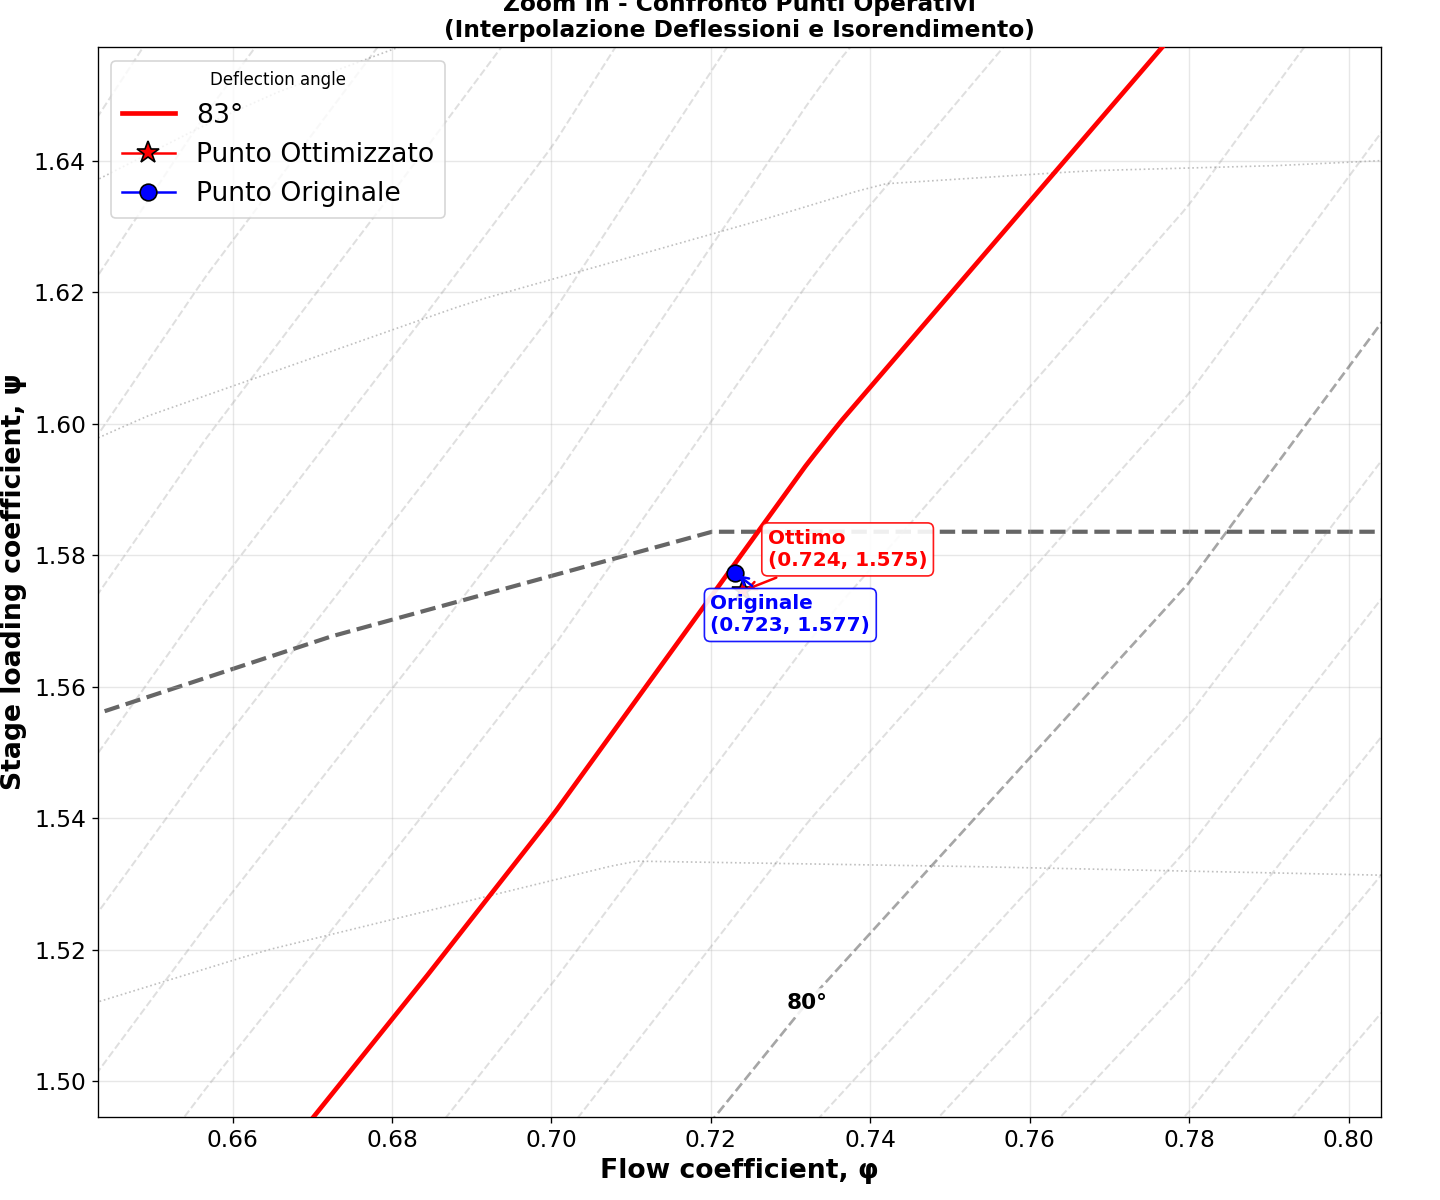 Zoom In - Confronto Punti Operativi
(Interpolazione Deflessioni e Isorendimento)
Deflection angle
83°
Punto Ottimizzato
Punto Originale
Stage loading coefficient, ψ
1.64
1.62
1.60
1.58
1.56
1.54
1.52
1.50
Ottimo
(0.724, 1.575)
Originale
(0.723, 1.577)
80°
0.66 0.68 0.70 0.72 0.74 0.76 0.78 0.80
Flow coefficient, φ